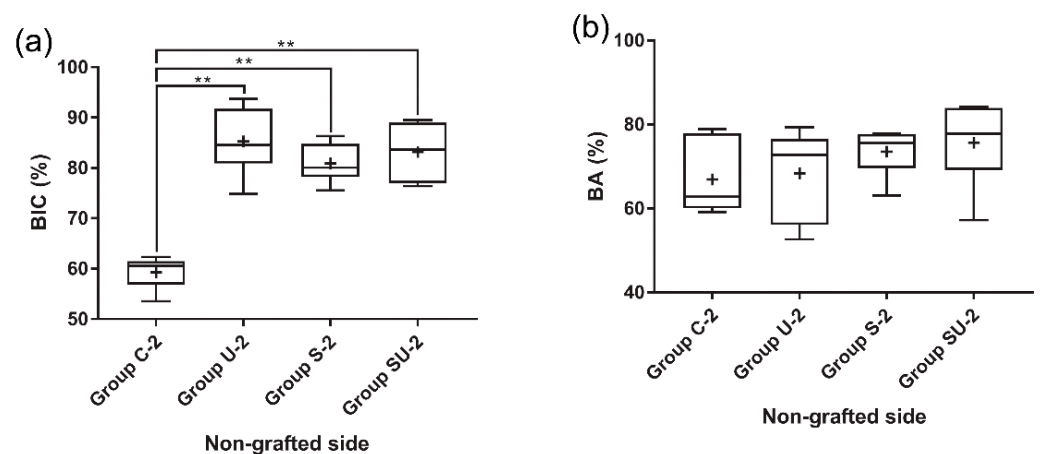 (a)
**
**
**
100
90
80
70
60
50
BIC (%)
Group C-2
Group U-2
Group S-2
Group SU-2
Non-grafted side
(b)
100
80
60
40
BA (%)
Group C-2
Group U-2
Group S-2
Group SU-2
Non-grafted side